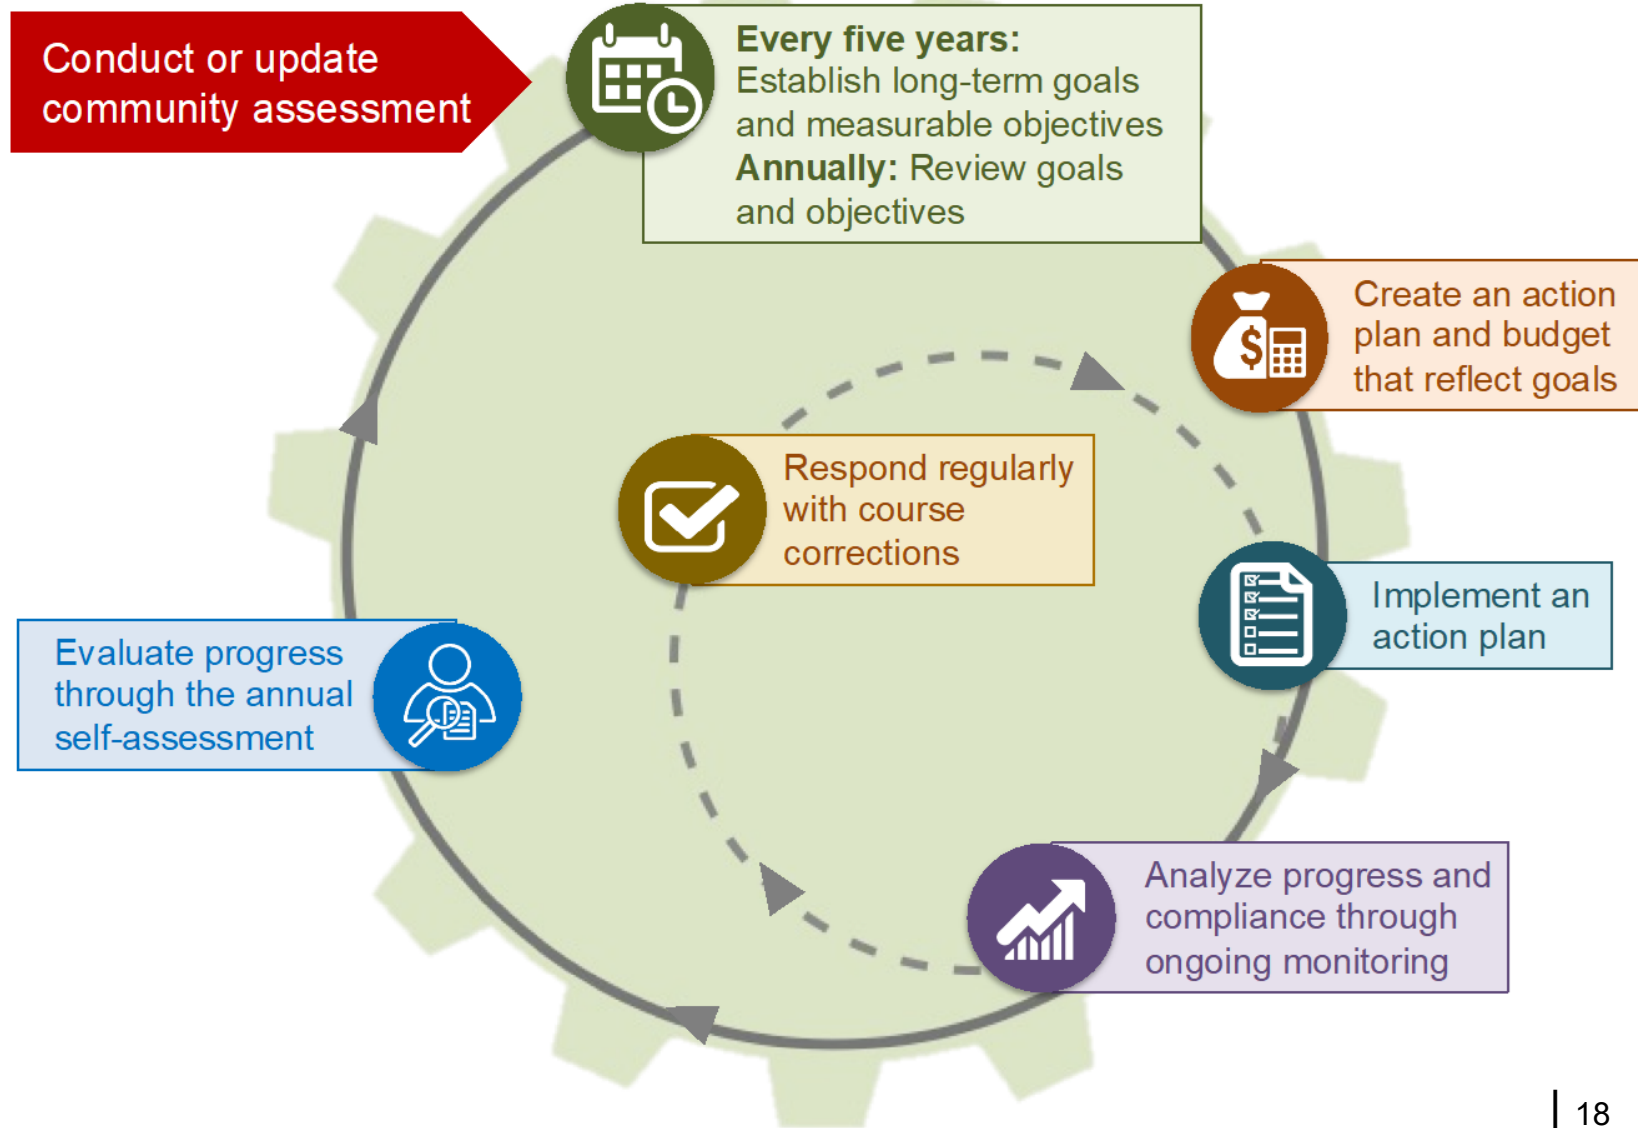 Conduct or update
community assessment
Every five years:
Establish long-term goals
and measurable objectives
Annually: Review goals
and objectives
Create an action
plan and budget
that reflect goals
Respond regularly
with course
corrections
Implement an
action plan
Evaluate progress
through the annual
self-assessment
Analyze progress and
compliance through
ongoing monitoring
18